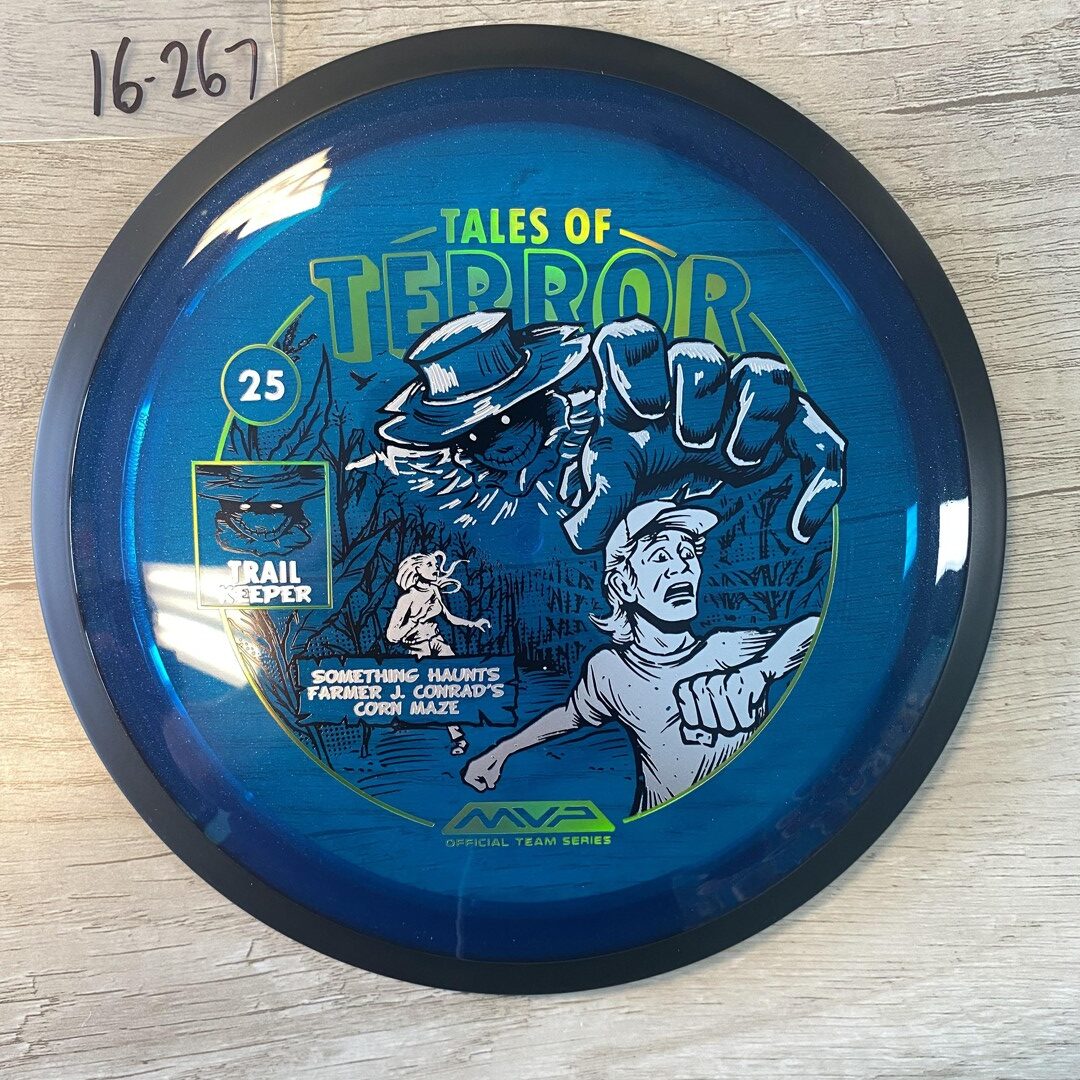 16-267
TALES OF
TERROR
25
TRAIL
KEEPER
SOMETHING HAUNTS
FARMER J. CONRAD'S
CORN MAZE
MVP
OFFICIAL TEAM SERIES